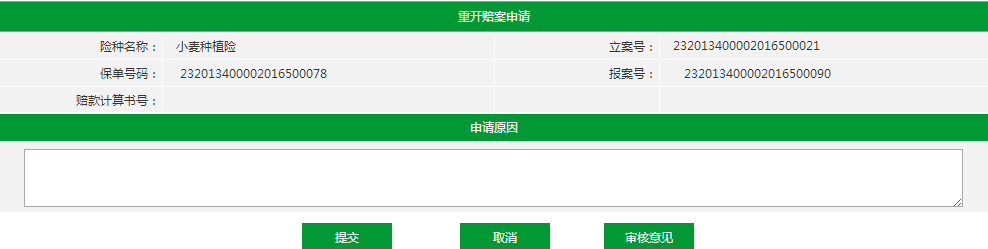 重开赔案申请
险种名称： 小麦种植险 立案号： 232013400002016500021
保单号码： 232013400002016500078 报案号： 232013400002016500090
赔款计算书号：
申请原因
提交 取消 审核意见